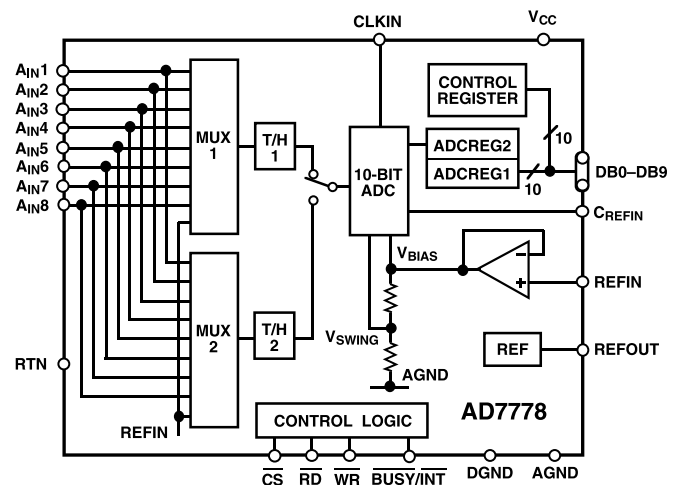 CLKIN
VCC
AIN1
AIN2
AIN3
AIN4
AIN5
AIN6
AIN7
AIN8
MUX
1
T/H
1
10-BIT
ADC
CONTROL
REGISTER
10
ADCREG2
ADCREG1
10
DB0–DB9
CREFIN
VBIAS
–
+
REFIN
MUX
2
T/H
2
VSWING
REF
REFOUT
RTN
AGND
REFIN
CONTROL LOGIC
AD7778
CS
RD
WR
BUSY/INT
DGND
AGND